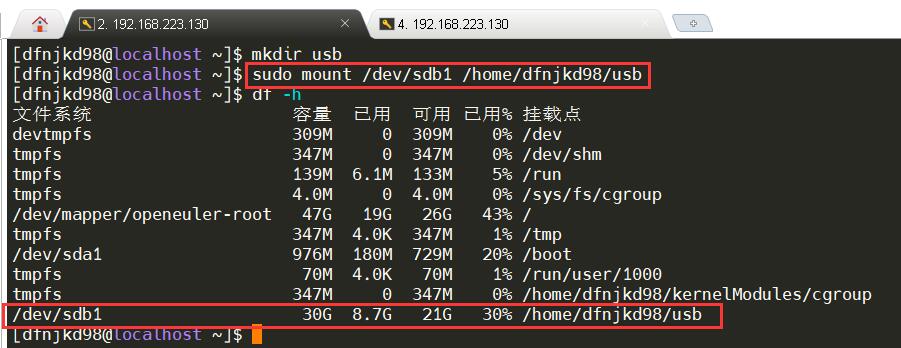 2. 192.168.223.130 4. 192.168.223.130
[dfnjkd98@localhost ~]$ mkdir usb
[dfnjkd98@localhost ~]$ sudo mount /dev/sdb1 /home/dfnjkd98/usb
[dfnjkd98@localhost ~]$ df -h
文件系统 容量 已用 可用 已用% 挂载点
devtmpfs 309M 0 309M 0% /dev
tmpfs 347M 0 347M 0% /dev/shm
tmpfs 139M 6.1M 133M 5% /run
tmpfs 4.0M 0 4.0M 0% /sys/fs/cgroup
/dev/mapper/openeuler-root 47G 19G 26G 43% /
tmpfs 347M 4.0K 347M 1% /tmp
/dev/sda1 976M 180M 729M 20% /boot
tmpfs 70M 4.0K 70M 1% /run/user/1000
tmpfs 347M 0 347M 0% /home/dfnjkd98/kernelModules/cgroup
/dev/sdb1 30G 8.7G 21G 30% /home/dfnjkd98/usb
[dfnjkd98@localhost ~]$